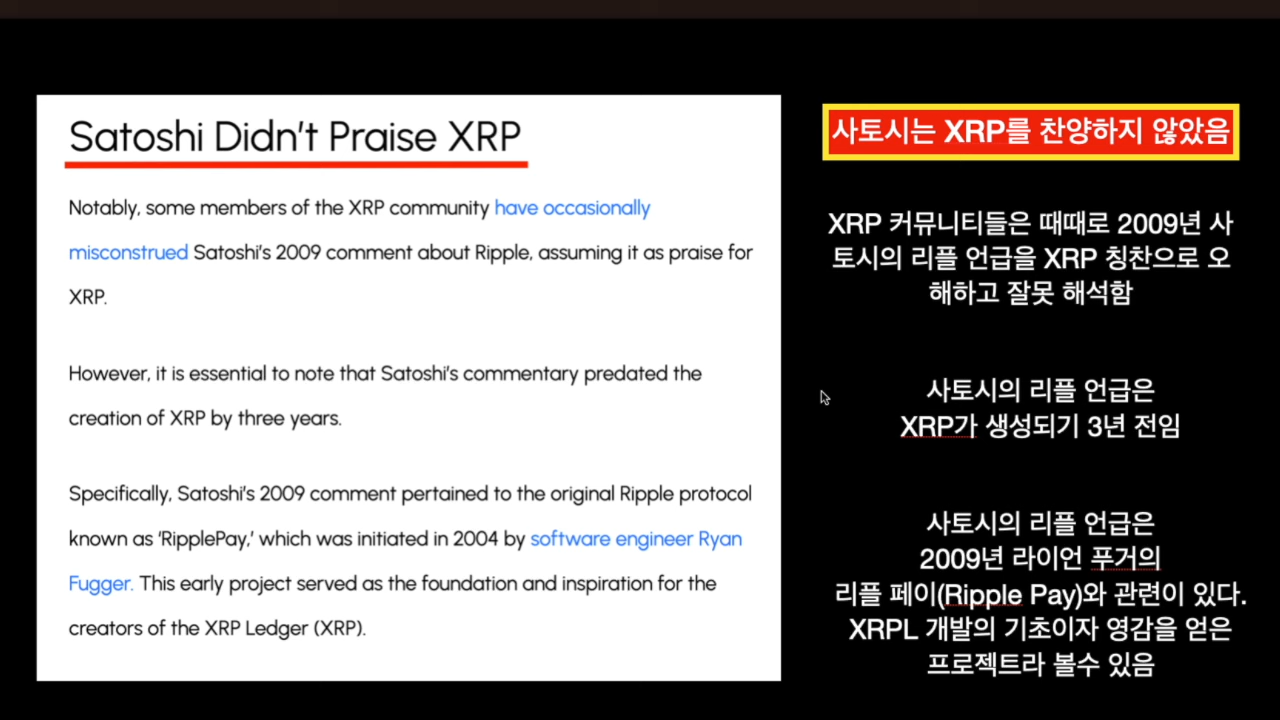 Satoshi Didn't Praise XRP
Notably, some members of the XRP community have occasionally
misconstrued Satoshi's 2009 comment about Ripple, assuming it as praise for
XRP.
However, it is essential to note that Satoshi's commentary predated the
creation of XRP by three years.
Specifically, Satoshi's 2009 comment pertained to the original Ripple protocol
known as 'RipplePay,' which was initiated in 2004 by software engineer Ryan
Fugger. This early project served as the foundation and inspiration for the
creators of the XRP Ledger (XRP).
사토시는 XRP를 찬양하지 않았음
XRP 커뮤니티들은 때때로 2009년 사
토시의 리플 언급을 XRP 칭찬으로 오
해하고 잘못 해석함
사토시의 리플 언급은
XRP가 생성되기 3년 전임
사토시의 리플 언급은
2009년 라이언 푸거의
리플 페이(Ripple Pay)와 관련이 있다.
XRPL 개발의 기초이자 영감을 얻은
프로젝트라 볼수 있음